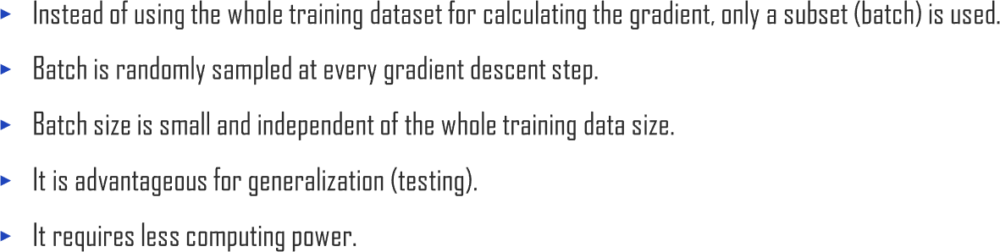 ▸ Instead of using the whole training dataset for calculating the gradient, only a subset (batch) is used.
▸ Batch is randomly sampled at every gradient descent step.
▸ Batch size is small and independent of the whole training data size.
▸ It is advantageous for generalization (testing).
▸ It requires less computing power.